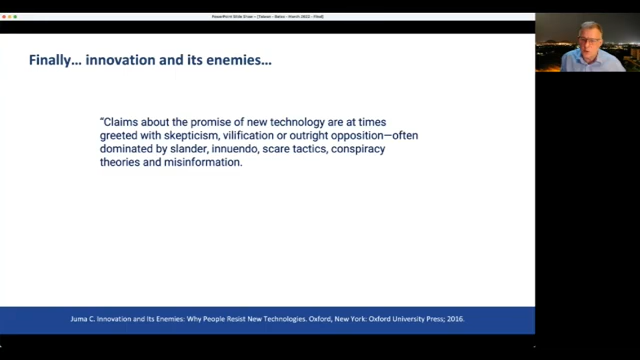 PowerPoint Slide Show - [Taiwan - Bates - March 2022 - Final]
Finally… innovation and its enemies…
“Claims about the promise of new technology are at times
greeted with skepticism, vilification or outright opposition—often
dominated by slander, innuendo, scare tactics, conspiracy
theories and misinformation.
Juma C. Innovation and Its Enemies: Why People Resist New Technologies. Oxford, New York: Oxford University Press; 2016.